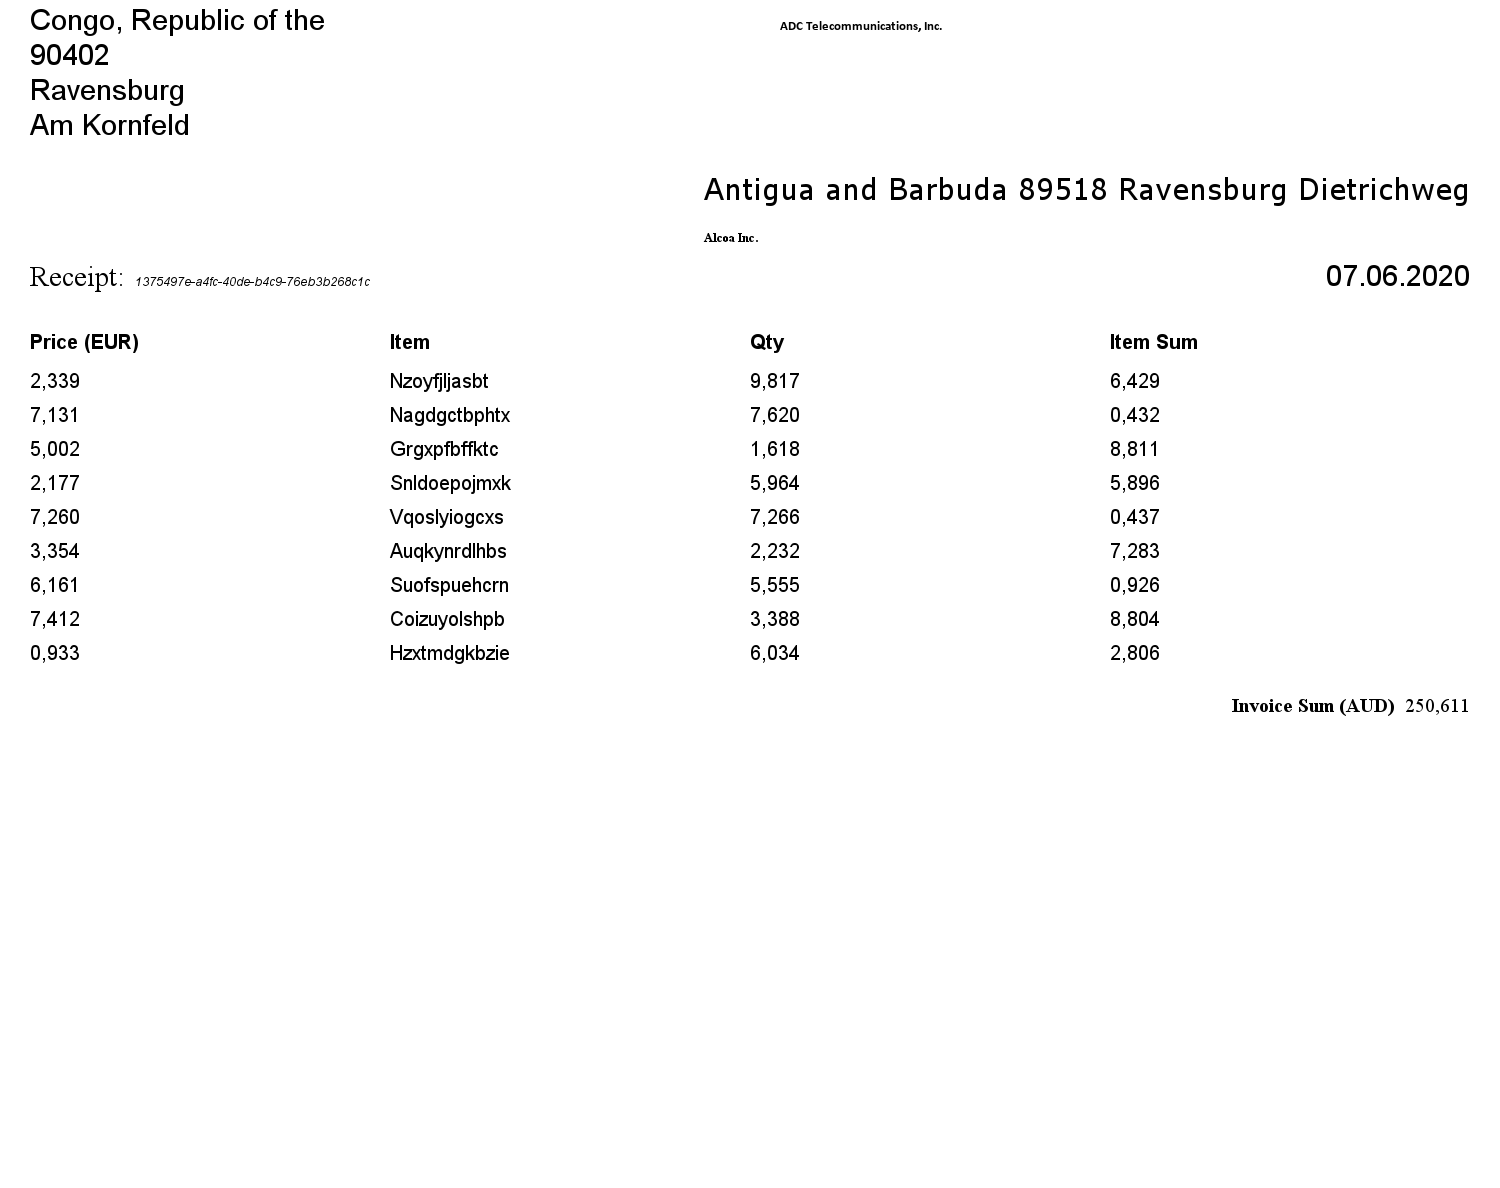 Congo, Republic of the
90402
Ravensburg
Am Kornfeld
ADC Telecommunications, Inc.
Antigua and Barbuda 89518 Ravensburg Dietrichweg
Alcoa Inc.
Receipt: 1375497e-a4fc-40de-b4c9-76eb3b268c1c 07.06.2020
Price (EUR) Item Qty Item Sum
2,339 Nzoyfjljasbt 9,817 6,429
7,131 Nagdgctbphtx 7,620 0,432
5,002 Grgxpfbffktc 1,618 8,811
2,177 Snldoepojmxk 5,964 5,896
7,260 Vqoslyiogcxs 7,266 0,437
3,354 Auqkynrdlhbs 2,232 7,283
6,161 Suofspuehcrn 5,555 0,926
7,412 Coizuyolshpb 3,388 8,804
0,933 Hzxtmdgkbzie 6,034 2,806
Invoice Sum (AUD) 250,611